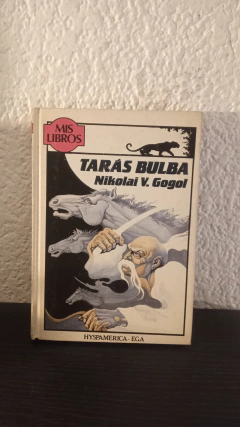 MIS
LIBROS
TARÁS BULBA
Nikolai V. Gogol
HYSPAMERICA-EGA